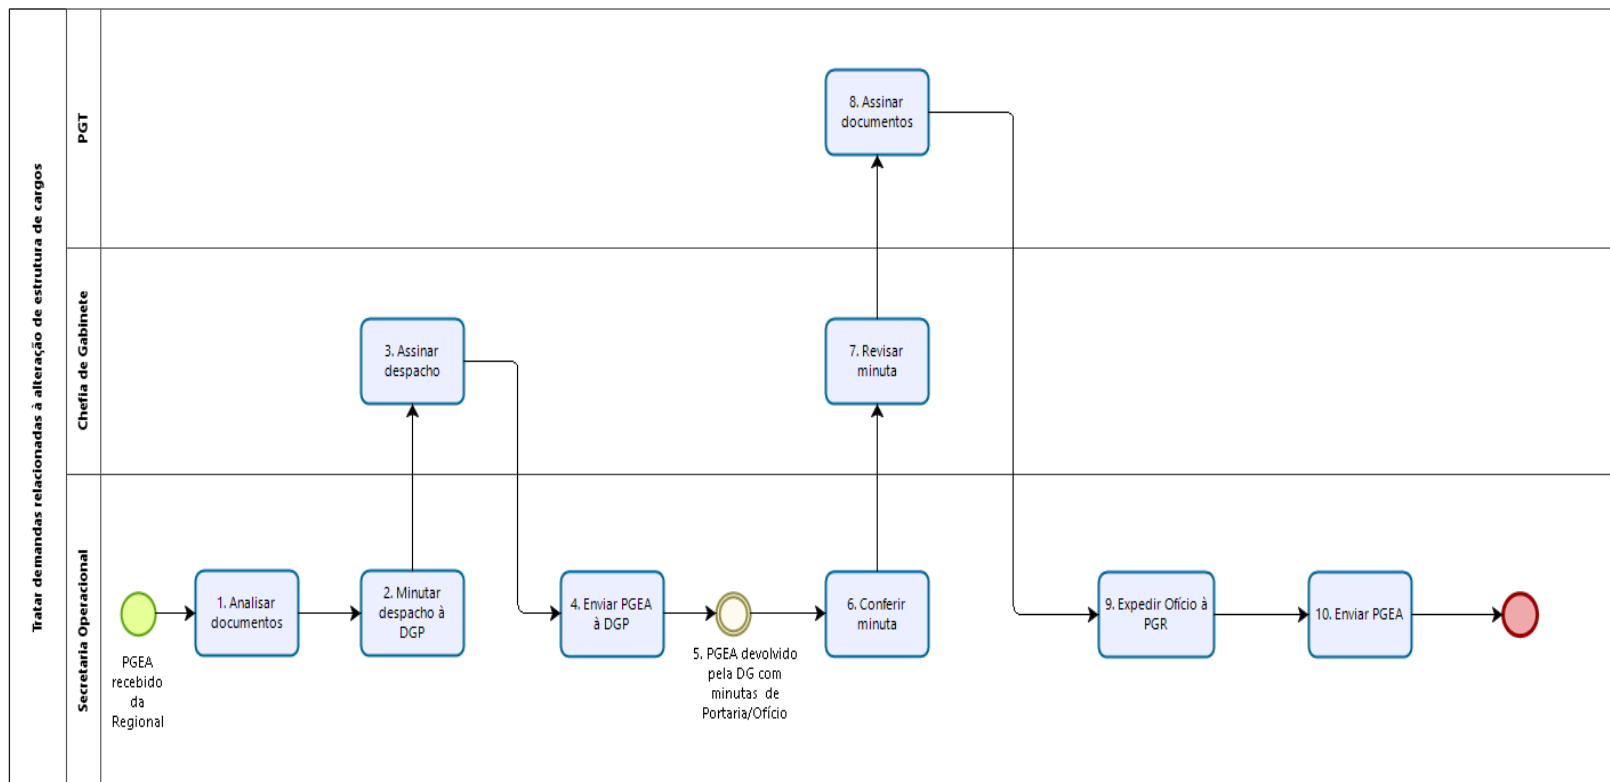 Tratar demandas relacionadas à alteração de estrutura de cargos
PGT
8. Assinar
documentos
Chefia de Gabinete
3. Assinar
despacho
7. Revisar
minuta
Secretaria Operacional
PGEA
recebido
da
Regional
1. Analisar
documentos
2. Minutar
despacho à
DGP
4. Enviar PGEA
à DGP
5. PGEA devolvido
pela DG com
minutas de
Portaria/Ofício
6. Conferir
minuta
9. Expedir Ofício à
PGR
10. Enviar PGEA